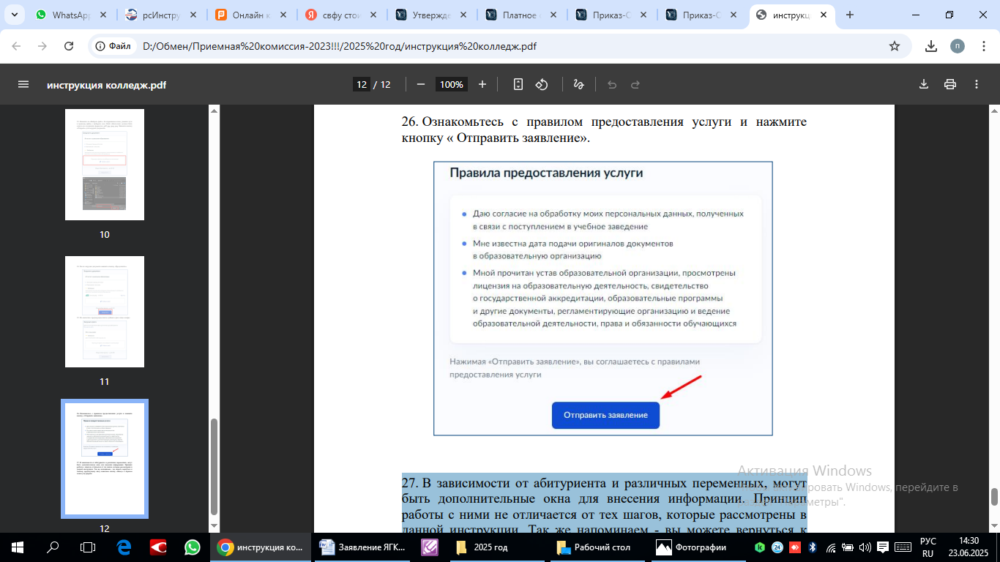 WhatsApp
рсИнстру
Онлайн к
свфу стои
Утвержде
Платное
Приказ-С
Приказ-С
инструкц
Файл
D:/Обмен/Приемная%20комиссия-2023!!!/2025%20год/инструкция%20колледж.pdf
п
инструкция колледж.pdf
12 / 12
100%
10
11
12
26. Ознакомьтесь с правилом предоставления услуги и нажмите
кнопку « Отправить заявление».
Правила предоставления услуги
Даю согласие на обработку моих персональных данных, полученных
в связи с поступлением в учебное заведение
Мне известна дата подачи оригиналов документов
в образовательную организацию
Мной прочитан устав образовательной организации, просмотрены
лицензия на образовательную деятельность, свидетельство
о государственной аккредитации, образовательные программы
и другие документы, регламентирующие организацию и ведение
образовательной деятельности, права и обязанности обучающихся
Нажимая «Отправить заявление», вы соглашаетесь с правилами
предоставления услуги
Отправить заявление
Активация Windows
Windows, перейдите в
27. В зависимости от абитуриента и различных переменных, могут
быть дополнительные окна для внесения информации. Принцип
работы с ними не отличается от тех шагов, которые рассмотрены в
данной инструкции. Так же напоминаем - вы можете вернуться к
инструкция ко...
Заявление ЯГК...
2025 год
Рабочий стол
Фотографии
24
РУС
RU
14:30
23.06.2025